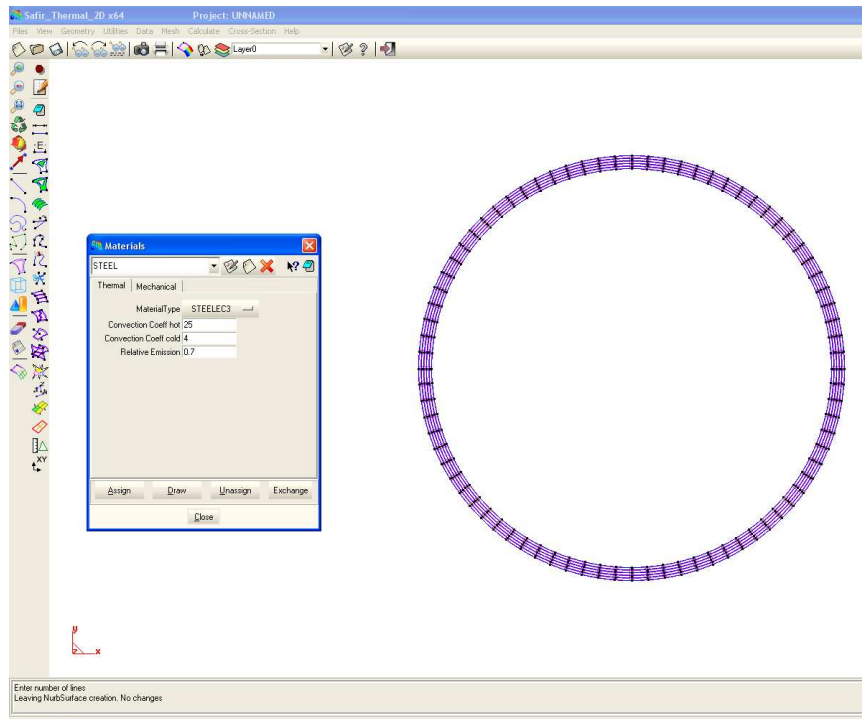 Safir_Thermal_2D x64 Project: UNNAMED
Files View Geometry Utilities Data Mesh Calculate Cross-Section Help
Layer0
Materials
STEEL
Thermal Mechanical
MaterialType STEELEC3
Convection Coeff hot 25
Convection Coeff cold 4
Relative Emission 0.7
Assign Draw Unassign Exchange
Close
E
XY
y
z x
Enter number of lines
Leaving NurbSurface creation. No changes